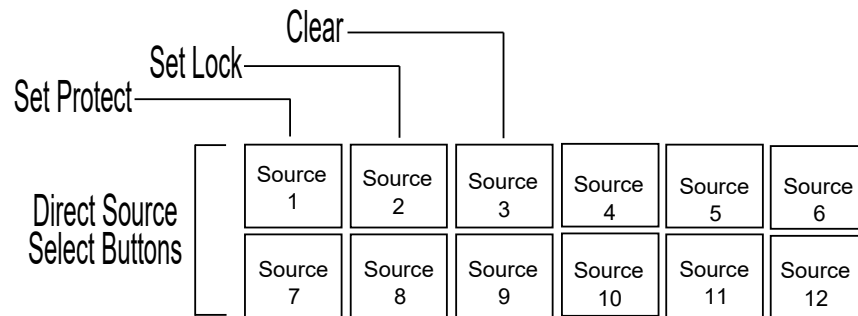 Clear
Set Lock
Set Protect
Direct Source
Select Buttons
Source
1
Source
2
Source
3
Source
4
Source
5
Source
6
Source
7
Source
8
Source
9
Source
10
Source
11
Source
12